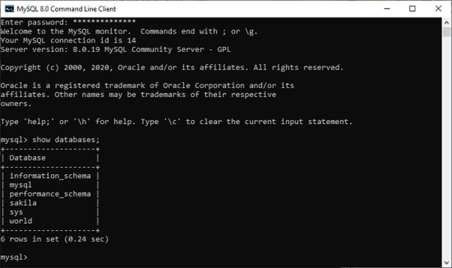 MySQL 8.0 Command Line Client
Enter password: **************
Welcome to the MySQL monitor.  Commands end with ; or \g.
Your MySQL connection id is 14
Server version: 8.0.19 MySQL Community Server - GPL
Copyright (c) 2000, 2020, Oracle and/or its affiliates. All rights reserved.
Oracle is a registered trademark of Oracle Corporation and/or its
affiliates. Other names may be trademarks of their respective
owners.
Type 'help;' or '\h' for help. Type '\c' to clear the current input statement.
mysql> show databases;
+--------------------+
| Database           |
+--------------------+
| information_schema |
| mysql              |
| performance_schema |
| sakila             |
| sys                |
| world              |
+--------------------+
6 rows in set (0.24 sec)
mysql>